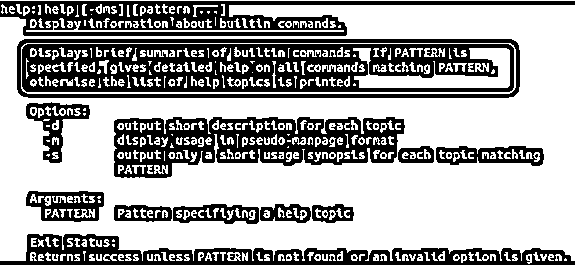 help: help [-dms] [pattern ...]
Display information about builtin commands.
Displays brief summaries of builtin commands. If PATTERN is
specified, gives detailed help on all commands matching PATTERN,
otherwise the list of help topics is printed.
Options:
-d output short description for each topic
-m display usage in pseudo-manpage format
-s output only a short usage synopsis for each topic matching
PATTERN
Arguments:
PATTERN Pattern specifiying a help topic
Exit Status:
Returns success unless PATTERN is not found or an invalid option is given.